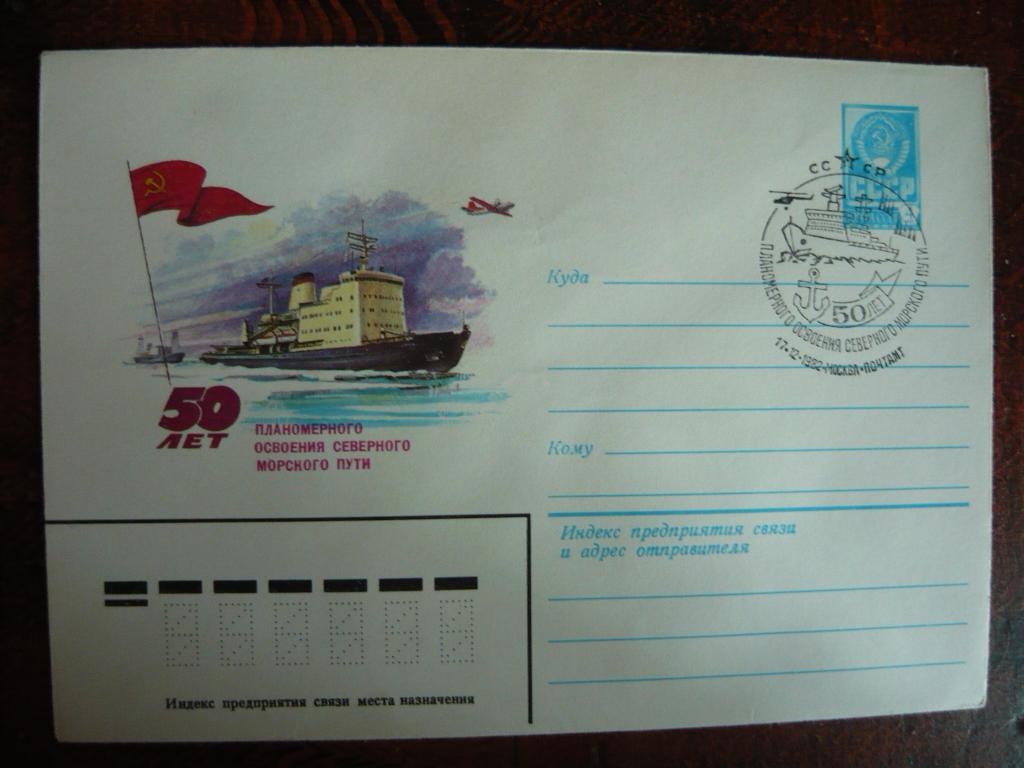 50
ЛЕТ
ПЛАНОМЕРНОГО
ОСВОЕНИЯ СЕВЕРНОГО
МОРСКОГО ПУТИ
СССР
СССР
50 ЛЕТ
ПЛАНОМЕРНОГО ОСВОЕНИЯ СЕВЕРНОГО МОРСКОГО ПУТИ
17-12-1982•МОСКВА•ПОЧТАМТ
Куда
Кому
Индекс предприятия связи
и адрес отправителя
Индекс предприятия связи места назначения